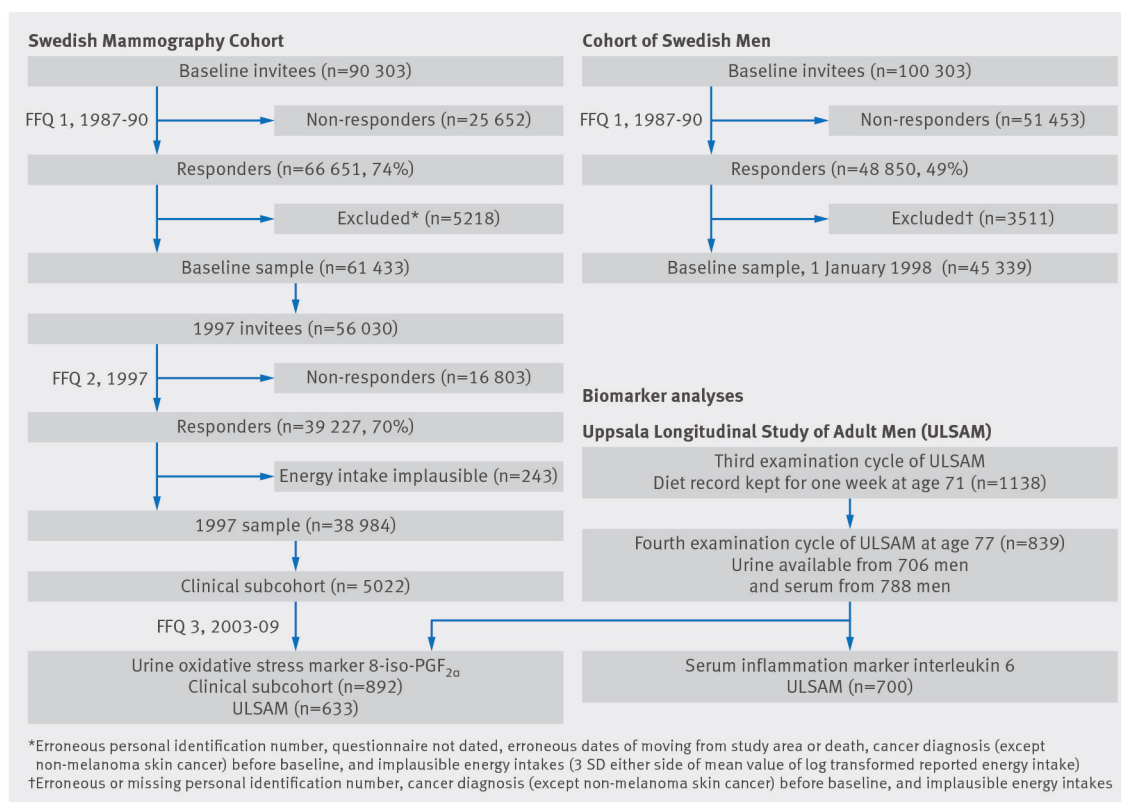 Swedish Mammography Cohort
Baseline invitees (n=90 303)
FFQ 1, 1987-90
Non-responders (n=25 652)
Responders (n=66 651, 74%)
Excluded* (n=5218)
Baseline sample (n=61 433)
1997 invitees (n=56 030)
FFQ 2, 1997
Non-responders (n=16 803)
Responders (n=39 227, 70%)
Energy intake implausible (n=243)
1997 sample (n=38 984)
Clinical subcohort (n= 5022)
FFQ 3, 2003-09
Urine oxidative stress marker 8-iso-PGF2α
Clinical subcohort (n=892)
ULSAM (n=633)
Cohort of Swedish Men
Baseline invitees (n=100 303)
FFQ 1, 1987-90
Non-responders (n=51 453)
Responders (n=48 850, 49%)
Excluded† (n=3511)
Baseline sample, 1 January 1998 (n=45 339)
Biomarker analyses
Uppsala Longitudinal Study of Adult Men (ULSAM)
Third examination cycle of ULSAM
Diet record kept for one week at age 71 (n=1138)
Fourth examination cycle of ULSAM at age 77 (n=839)
Urine available from 706 men
and serum from 788 men
Serum inflammation marker interleukin 6
ULSAM (n=700)
*Erroneous personal identification number, questionnaire not dated, erroneous dates of moving from study area or death, cancer diagnosis (except
non-melanoma skin cancer) before baseline, and implausible energy intakes (3 SD either side of mean value of log transformed reported energy intake)
†Erroneous or missing personal identification number, cancer diagnosis (except non-melanoma skin cancer) before baseline, and implausible energy intakes